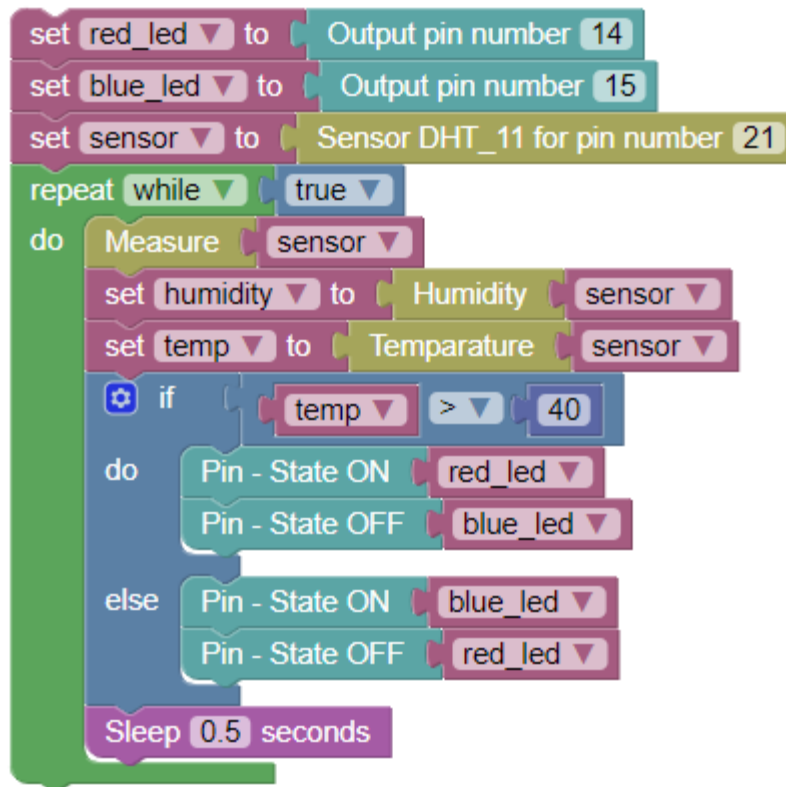 set red_led to Output pin number 14
set blue_led to Output pin number 15
set sensor to Sensor DHT_11 for pin number 21
repeat while true
do Measure sensor
set humidity to Humidity sensor
set temp to Temparature sensor
if temp > 40
do Pin - State ON red_led
Pin - State OFF blue_led
else Pin - State ON blue_led
Pin - State OFF red_led
Sleep 0.5 seconds